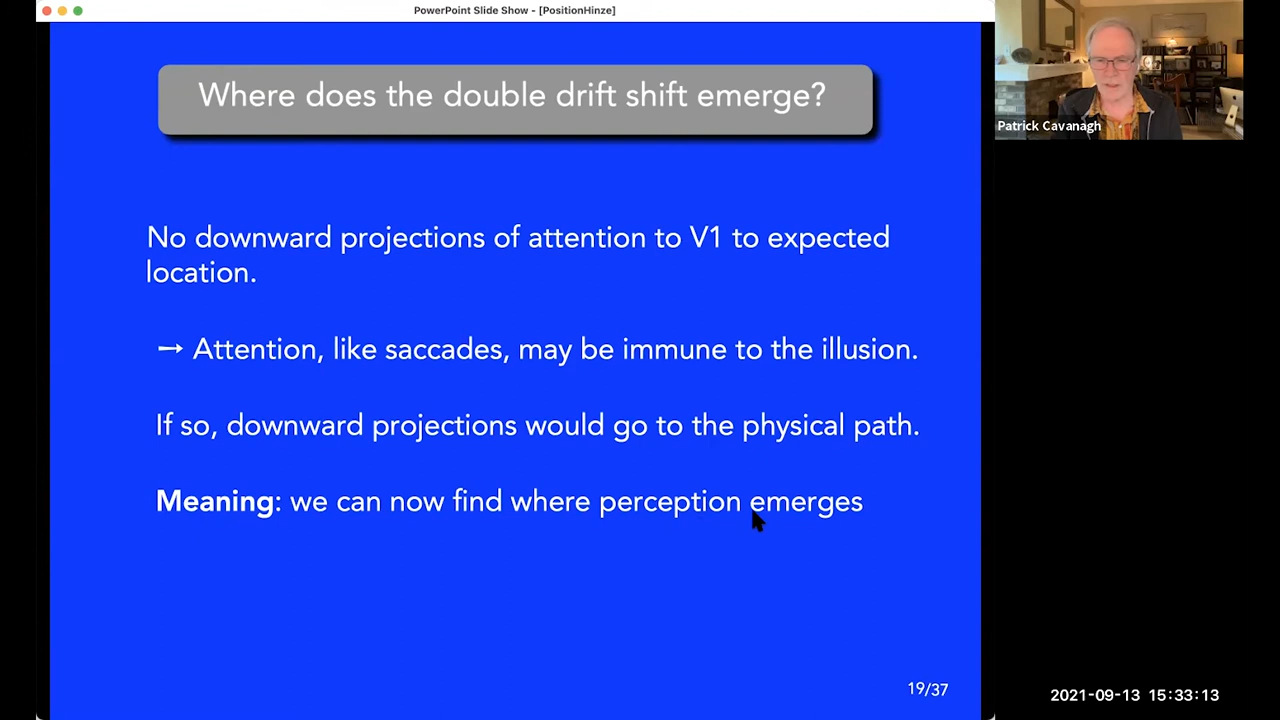 PowerPoint Slide Show - [PositionHinze]
Where does the double drift shift emerge?
No downward projections of attention to V1 to expected
location.
→ Attention, like saccades, may be immune to the illusion.
If so, downward projections would go to the physical path.
Meaning: we can now find where perception emerges
19/37
Patrick Cavanagh
2021-09-13 15:33:13